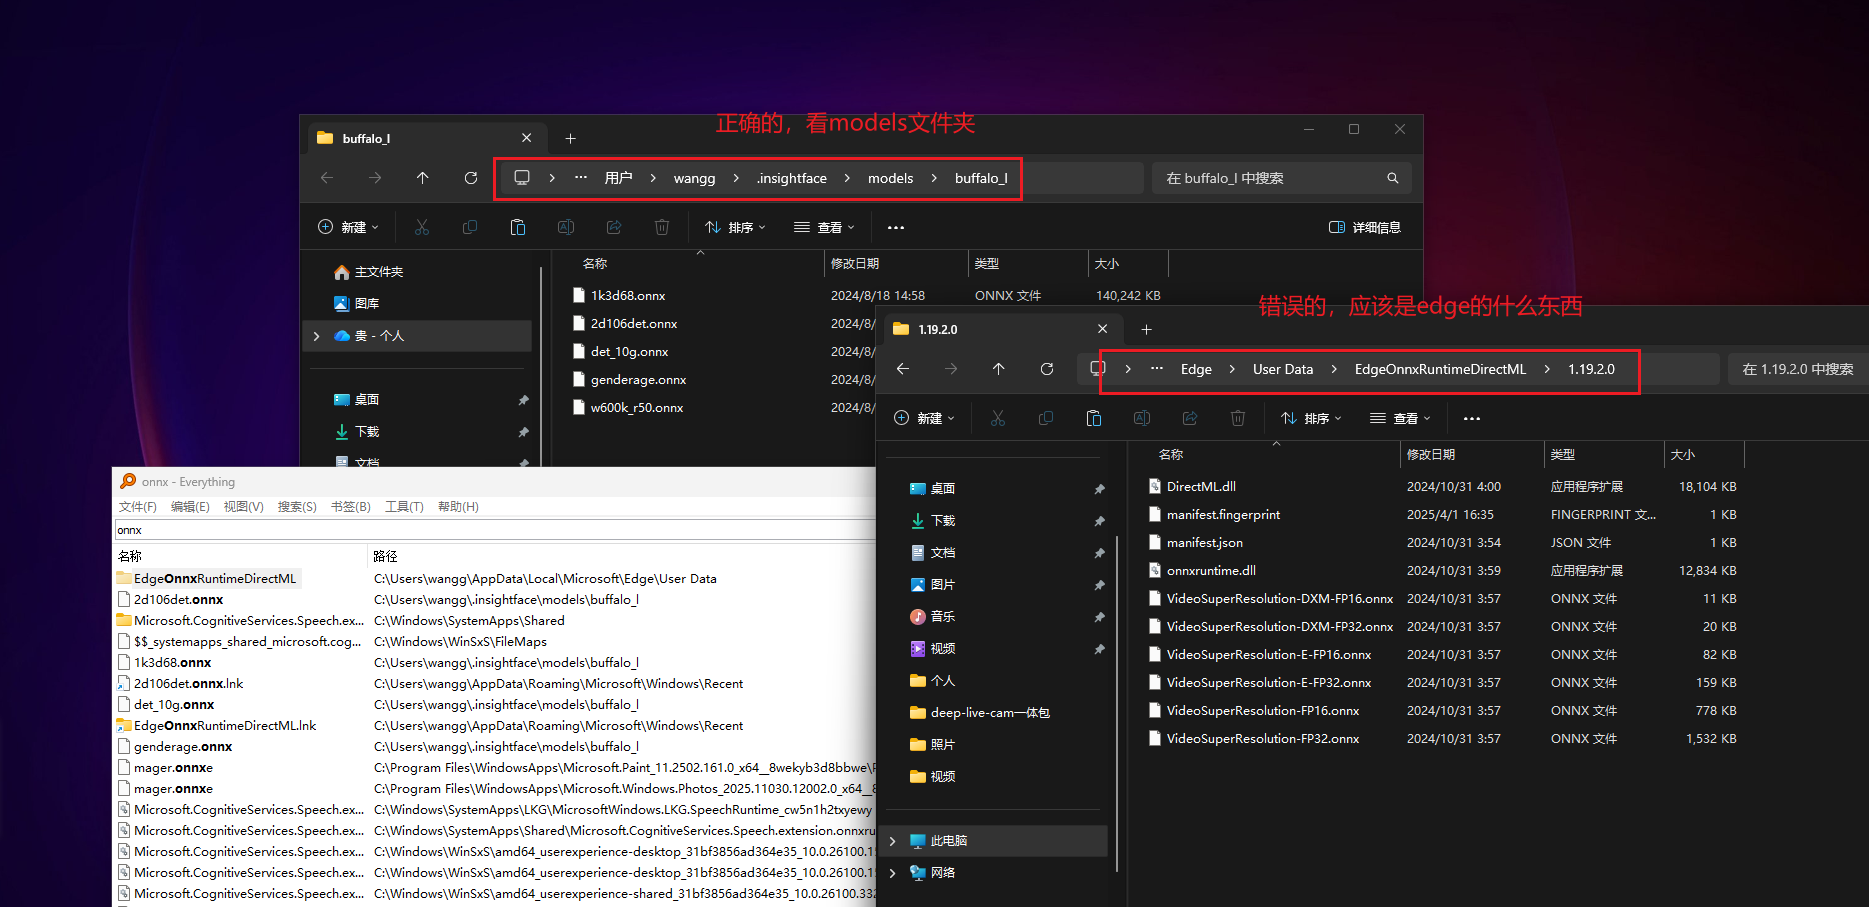 正确的，看models文件夹
buffalo_l
用户 wangg .insightface models buffalo_l
在 buffalo_l 中搜索
新建 排序 查看 详细信息
名称 修改日期 类型 大小
主文件夹
图库
贵 - 个人
桌面
下载
文档
1k3d68.onnx 2024/8/18 14:58 ONNX 文件 140,242 KB
2d106det.onnx 2024/8/
det_10g.onnx 2024/8/
genderage.onnx 2024/8/
w600k_r50.onnx 2024/8/
错误的，应该是edge的什么东西
1.19.2.0
Edge User Data EdgeOnnxRuntimeDirectML 1.19.2.0
在 1.19.2.0 中搜索
新建 排序 查看
名称 修改日期 类型 大小
桌面
下载
文档
图片
音乐
视频
个人
deep-live-cam一体包
照片
视频
此电脑
网络
DirectML.dll 2024/10/31 4:00 应用程序扩展 18,104 KB
manifest.fingerprint 2025/4/1 16:35 FINGERPRINT 文... 1 KB
manifest.json 2024/10/31 3:54 JSON 文件 1 KB
onnxruntime.dll 2024/10/31 3:59 应用程序扩展 12,834 KB
VideoSuperResolution-DXM-FP16.onnx 2024/10/31 3:57 ONNX 文件 11 KB
VideoSuperResolution-DXM-FP32.onnx 2024/10/31 3:57 ONNX 文件 20 KB
VideoSuperResolution-E-FP16.onnx 2024/10/31 3:57 ONNX 文件 82 KB
VideoSuperResolution-E-FP32.onnx 2024/10/31 3:57 ONNX 文件 159 KB
VideoSuperResolution-FP16.onnx 2024/10/31 3:57 ONNX 文件 778 KB
VideoSuperResolution-FP32.onnx 2024/10/31 3:57 ONNX 文件 1,532 KB
onnx - Everything
文件(F) 编辑(E) 视图(V) 搜索(S) 书签(B) 工具(T) 帮助(H)
onnx
名称 路径
EdgeOnnxRuntimeDirectML C:\Users\wangg\AppData\Local\Microsoft\Edge\User Data
2d106det.onnx C:\Users\wangg\.insightface\models\buffalo_l
Microsoft.CognitiveServices.Speech.ex... C:\Windows\SystemApps\Shared
$$_systemapps_shared_microsoft.cog... C:\Windows\WinSxS\FileMaps
1k3d68.onnx C:\Users\wangg\.insightface\models\buffalo_l
2d106det.onnx.lnk C:\Users\wangg\AppData\Roaming\Microsoft\Windows\Recent
det_10g.onnx C:\Users\wangg\.insightface\models\buffalo_l
EdgeOnnxRuntimeDirectML.lnk C:\Users\wangg\AppData\Roaming\Microsoft\Windows\Recent
genderage.onnx C:\Users\wangg\.insightface\models\buffalo_l
mager.onnxe C:\Program Files\WindowsApps\Microsoft.Paint_11.2502.161.0_x64__8wekyb3d8bbwe\
mager.onnxe C:\Program Files\WindowsApps\Microsoft.Windows.Photos_2025.11030.12002.0_x64__8
Microsoft.CognitiveServices.Speech.ex... C:\Windows\SystemApps\LKG\MicrosoftWindows.LKG.SpeechRuntime_cw5n1h2txyewy
Microsoft.CognitiveServices.Speech.ex... C:\Windows\SystemApps\Shared\Microsoft.CognitiveServices.Speech.extension.onnxru
Microsoft.CognitiveServices.Speech.ex... C:\Windows\WinSxS\amd64_userexperience-desktop_31bf3856ad364e35_10.0.26100.15
Microsoft.CognitiveServices.Speech.ex... C:\Windows\WinSxS\amd64_userexperience-desktop_31bf3856ad364e35_10.0.26100.15
Microsoft.CognitiveServices.Speech.ex... C:\Windows\WinSxS\amd64_userexperience-shared_31bf3856ad364e35_10.0.26100.332